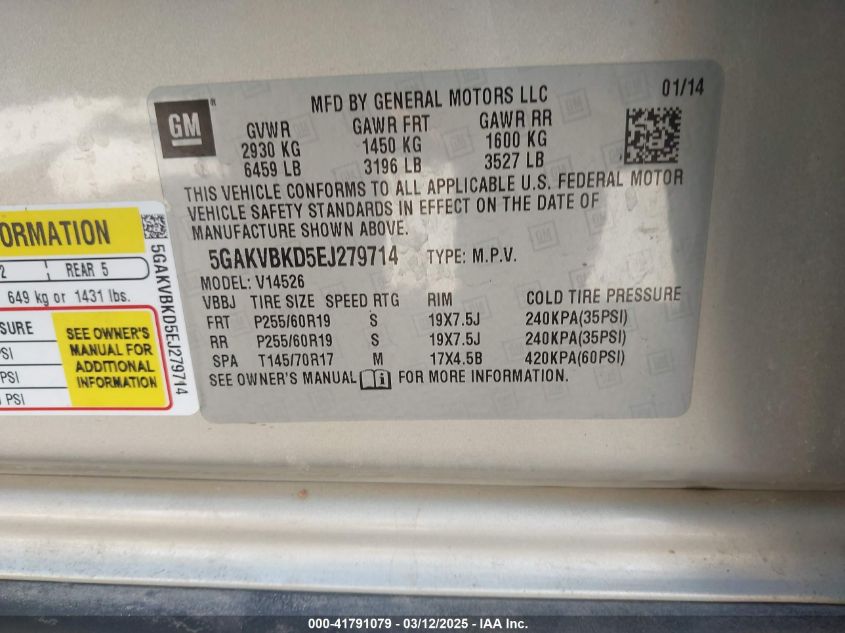 GM
MFD BY GENERAL MOTORS LLC
01/14
GVWR GAWR FRT GAWR RR
2930 KG 1450 KG 1600 KG
6459 LB 3196 LB 3527 LB
THIS VEHICLE CONFORMS TO ALL APPLICABLE U.S. FEDERAL MOTOR
VEHICLE SAFETY STANDARDS IN EFFECT ON THE DATE OF
MANUFACTURE SHOWN ABOVE.
5GAKVBKD5EJ279714 TYPE: M.P.V.
MODEL: V14526
VBBJ TIRE SIZE SPEED RTG RIM COLD TIRE PRESSURE
FRT P255/60R19 S 19X7.5J 240KPA(35PSI)
RR P255/60R19 S 19X7.5J 240KPA(35PSI)
SPA T145/70R17 M 17X4.5B 420KPA(60PSI)
SEE OWNER'S MANUAL FOR MORE INFORMATION.
ORMATION
2 REAR 5
649 kg or 1431 lbs.
SURE
PSI
PSI
PSI
SEE OWNER'S
MANUAL FOR
ADDITIONAL
INFORMATION
5GAKVBKD5EJ279714
000-41791079 - 03/12/2025 - IAA Inc.